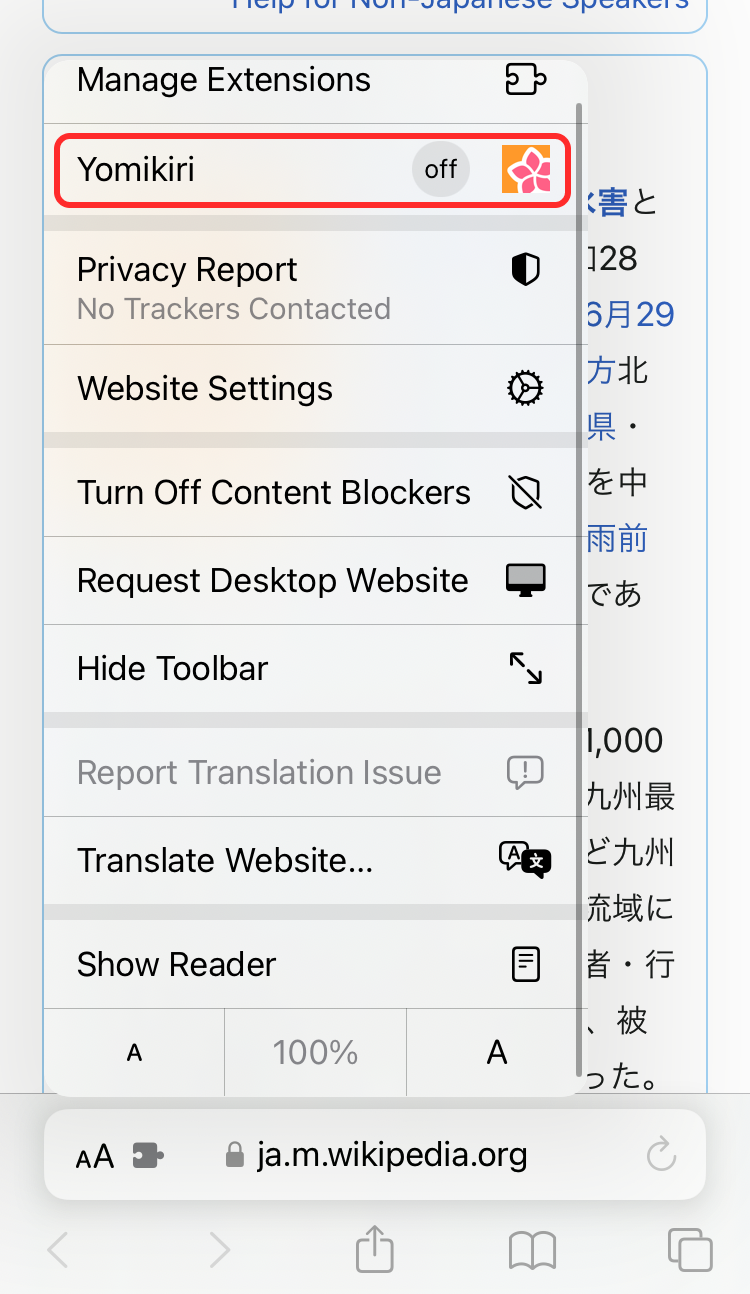 Help for Non-Japanese Speakers
Manage Extensions
Yomikiri off
害と
28
Privacy Report
No Trackers Contacted
6月29
方北
Website Settings
県・
Turn Off Content Blockers
を中
雨前
Request Desktop Website
であ
Hide Toolbar
1,000
Report Translation Issue
九州最
Translate Website...
ど九州
流域に
Show Reader
者・行
A 100% A
、被
った。
AA ja.m.wikipedia.org